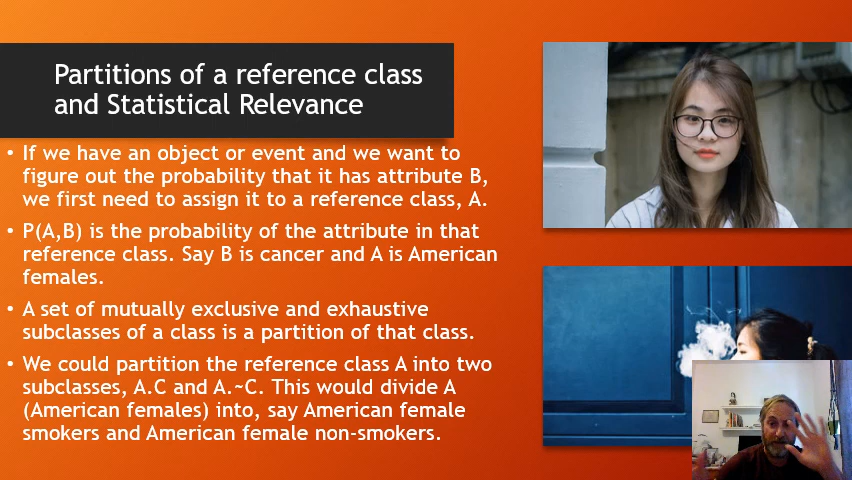 Partitions of a reference class
and Statistical Relevance
• If we have an object or event and we want to
figure out the probability that it has attribute B,
we first need to assign it to a reference class, A.
• P(A,B) is the probability of the attribute in that
reference class. Say B is cancer and A is American
females.
• A set of mutually exclusive and exhaustive
subclasses of a class is a partition of that class.
• We could partition the reference class A into two
subclasses, A.C and A.~C. This would divide A
(American females) into, say American female
smokers and American female non-smokers.